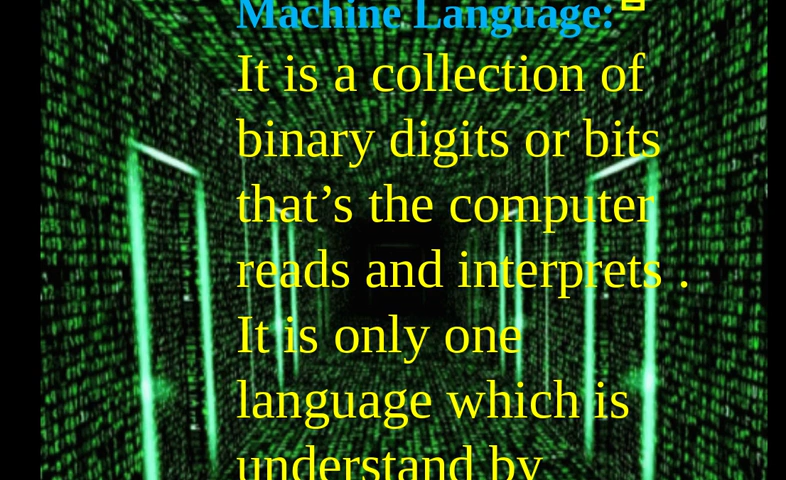 Machine Language:
It is a collection of
binary digits or bits
that’s the computer
reads and interprets .
It is only one
language which is
understand by